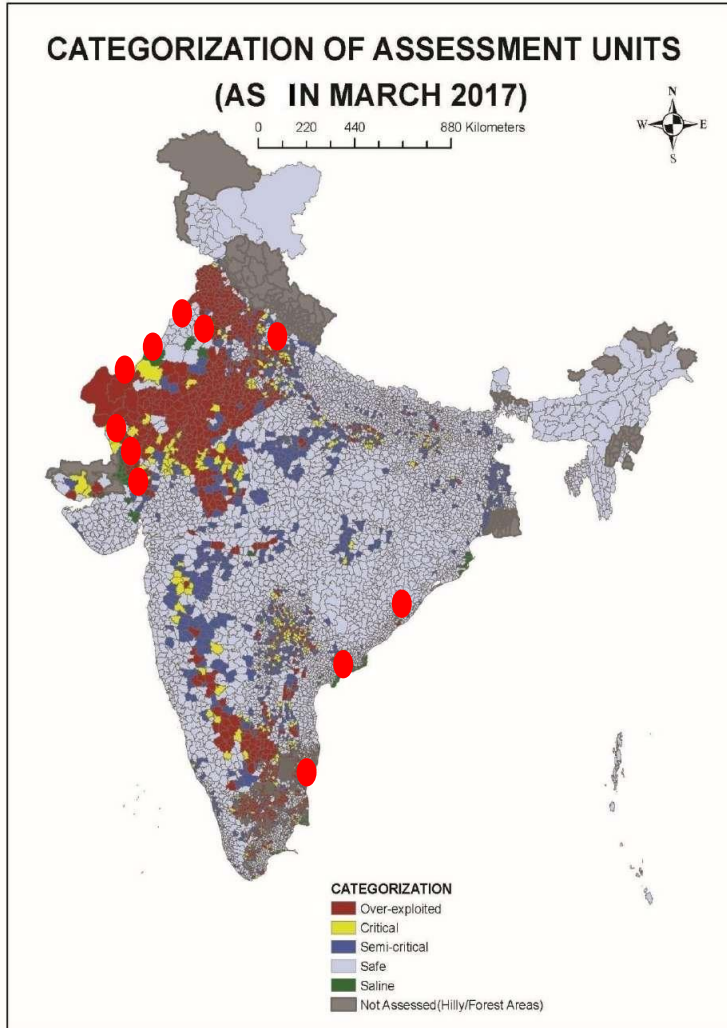 CATEGORIZATION OF ASSESSMENT UNITS
(AS IN MARCH 2017)
N
W E
S
0 220 440 880 Kilometers
CATEGORIZATION
Over-exploited
Critical
Semi-critical
Safe
Saline
Not Assessed(Hilly/Forest Areas)